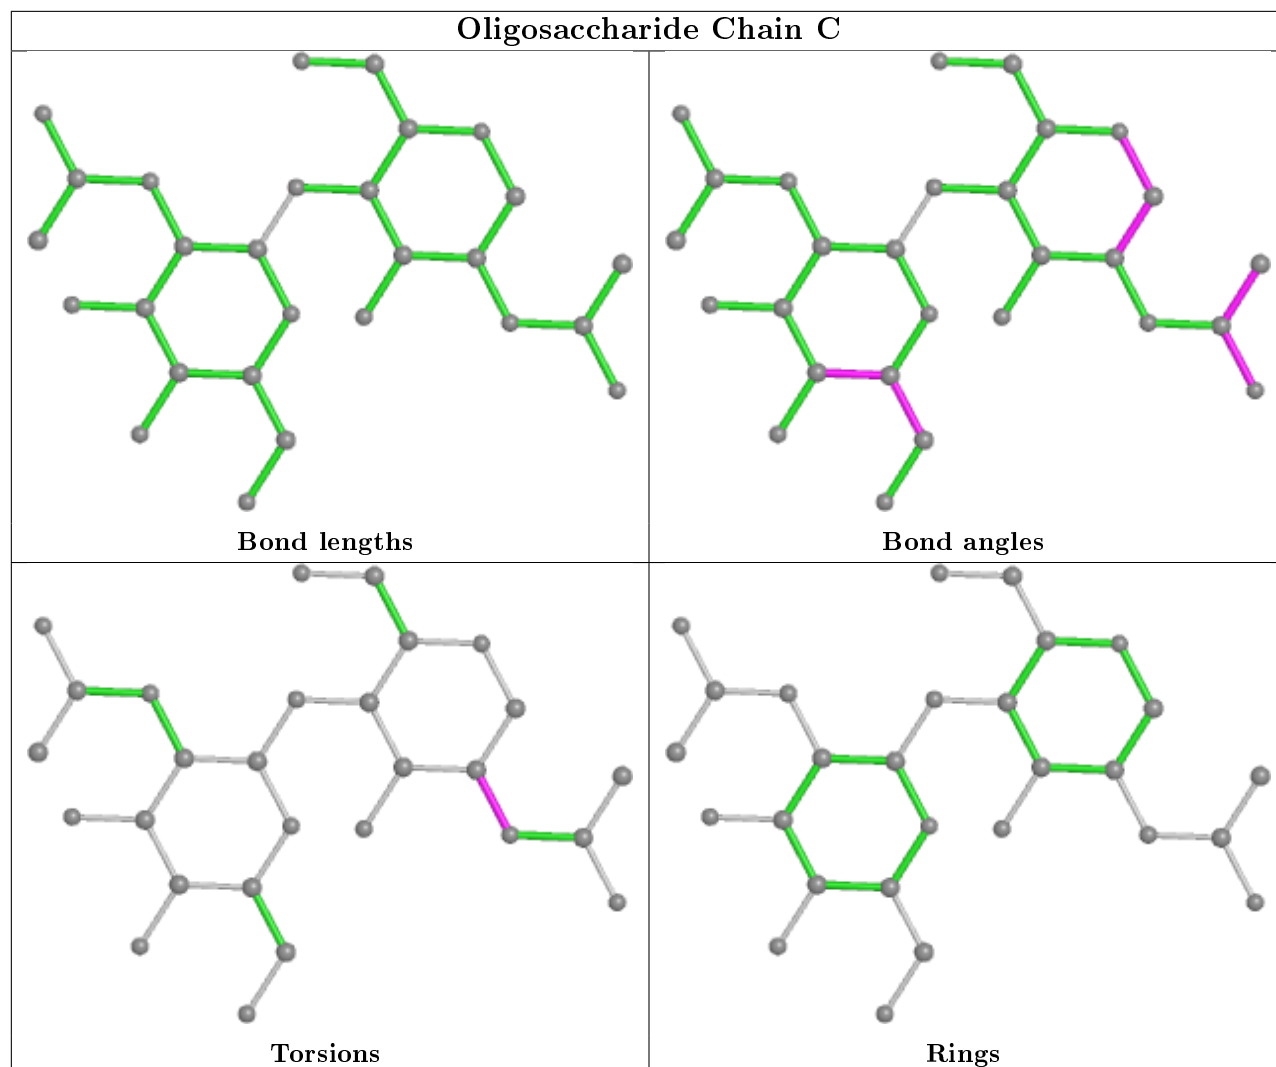 Oligosaccharide Chain C
Bond lengths
Bond angles
Torsions
Rings